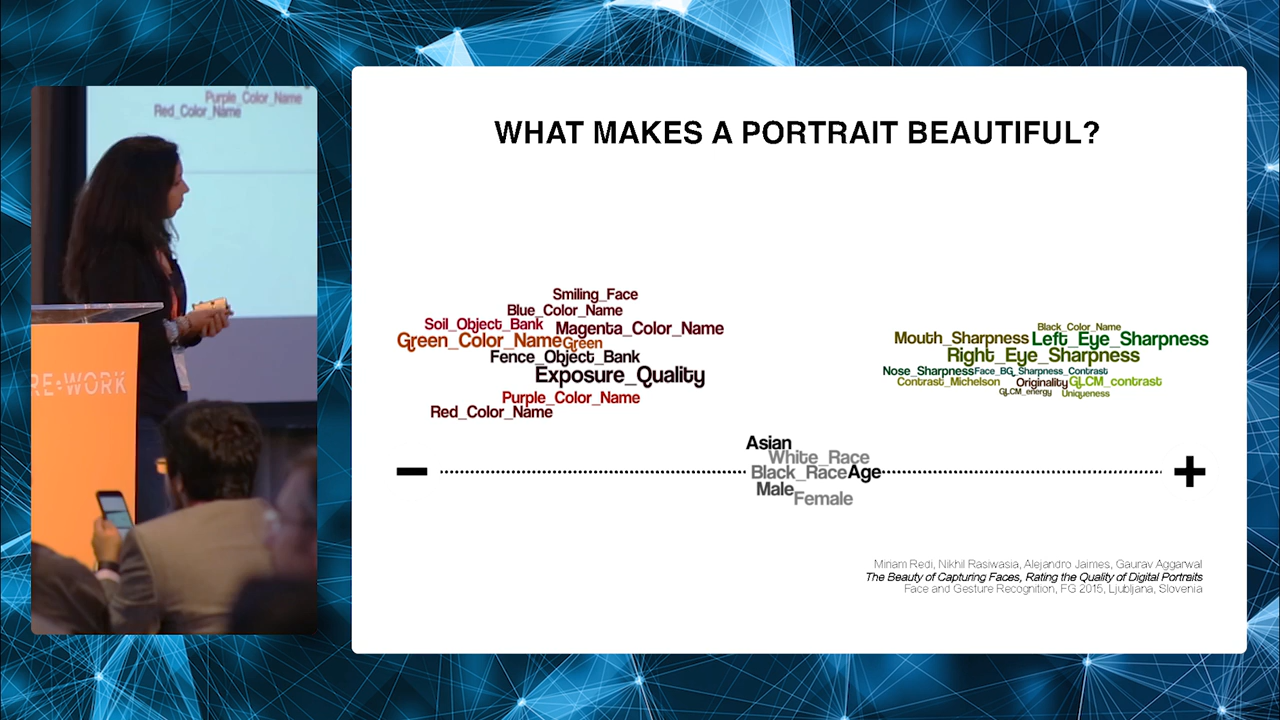 Purple_Color_Name
Red_Color_Name
RE•WORK
WHAT MAKES A PORTRAIT BEAUTIFUL?
Smiling_Face
Blue_Color_Name
Soil_Object_Bank Magenta_Color_Name
Green_Color_Name Green
Fence_Object_Bank
Exposure_Quality
Purple_Color_Name
Red_Color_Name
Black_Color_Name
Mouth_Sharpness Left_Eye_Sharpness
Right_Eye_Sharpness
Nose_Sharpness Face_BG_Sharpness_Contrast
Contrast_Michelson Originality GLCM_contrast
GLCM_energy Uniqueness
Asian
White_Race
Black_Race Age
Male Female
− +
Miriam Redi, Nikhil Rasiwasia, Alejandro Jaimes, Gaurav Aggarwal
The Beauty of Capturing Faces, Rating the Quality of Digital Portraits
Face and Gesture Recognition, FG 2015, Ljubljana, Slovenia